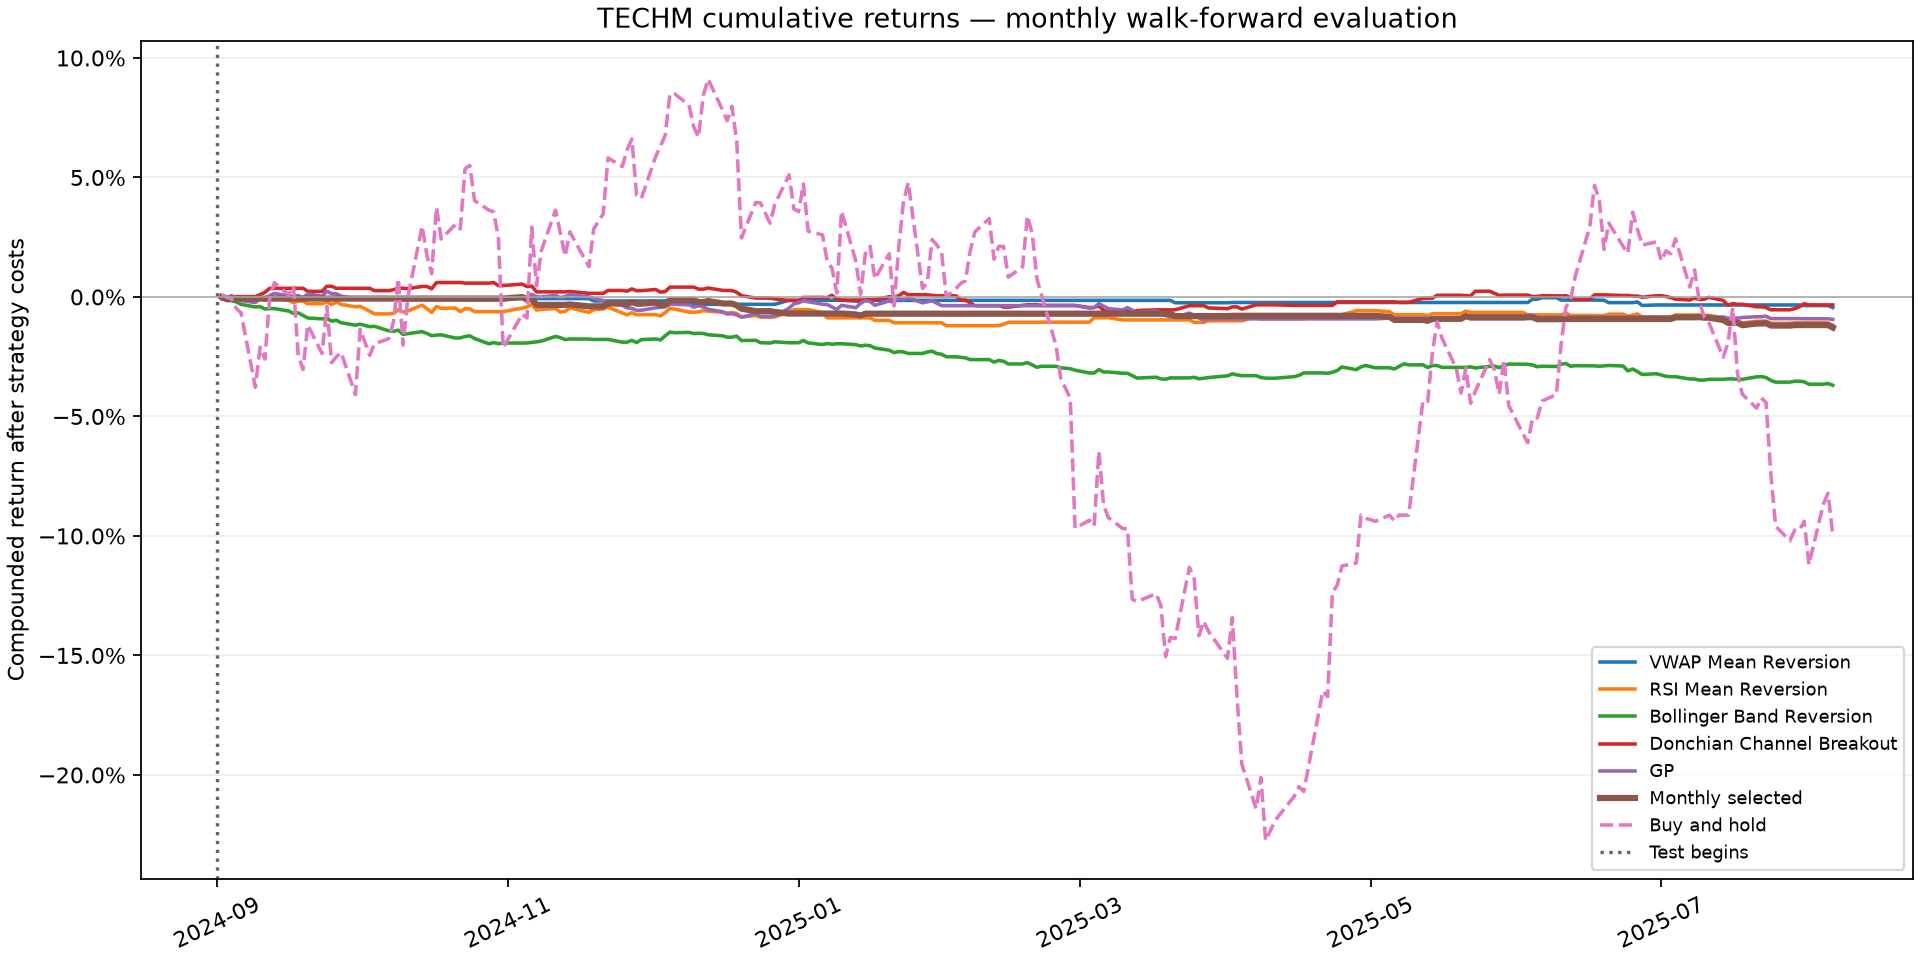 TECHM cumulative returns — monthly walk-forward evaluation
Compounded return after strategy costs
10.0%
5.0%
0.0%
−5.0%
−10.0%
−15.0%
−20.0%
2024-09
2024-11
2025-01
2025-03
2025-05
2025-07
VWAP Mean Reversion
RSI Mean Reversion
Bollinger Band Reversion
Donchian Channel Breakout
GP
Monthly selected
Buy and hold
Test begins